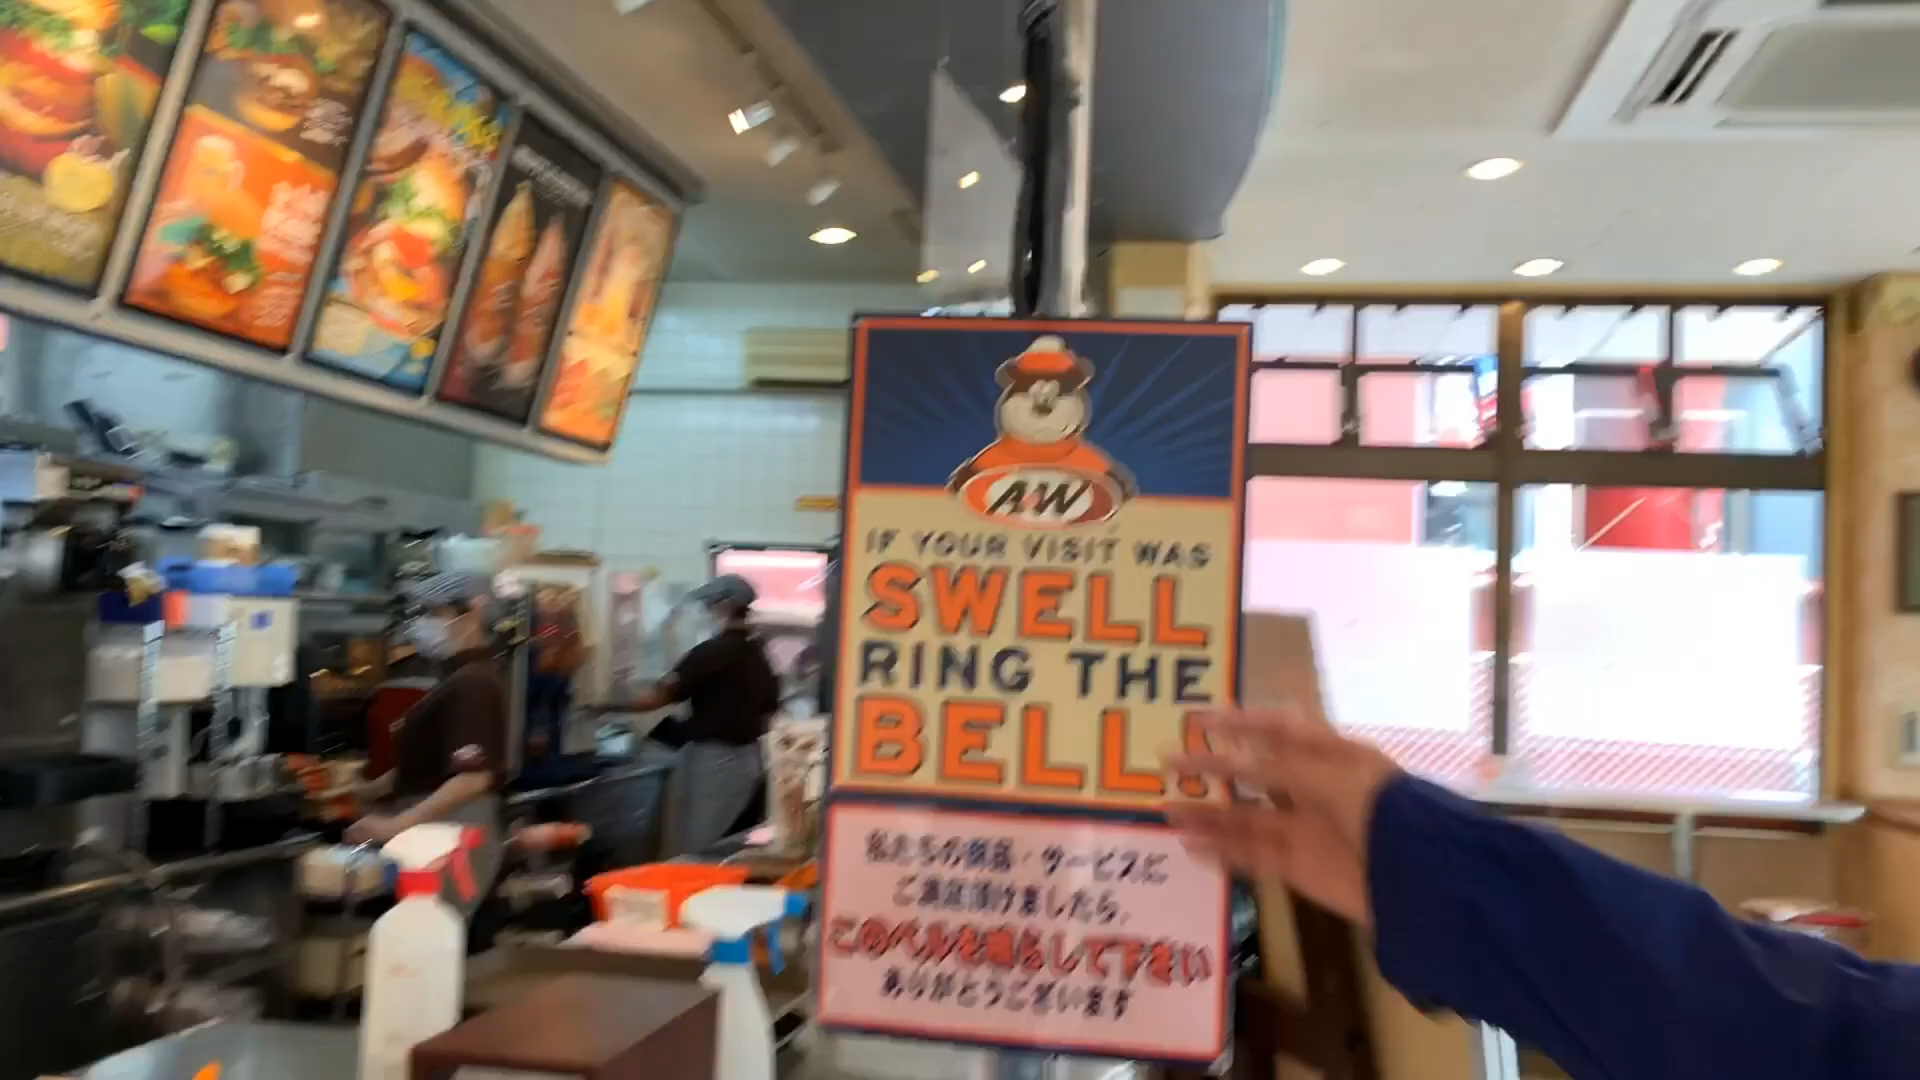 A&W
IF YOUR VISIT WAS
SWELL
RING THE
BELL!
私たちの商品・サービスに
ご満足頂けましたら、
このベルを鳴らして下さい
ありがとうございます